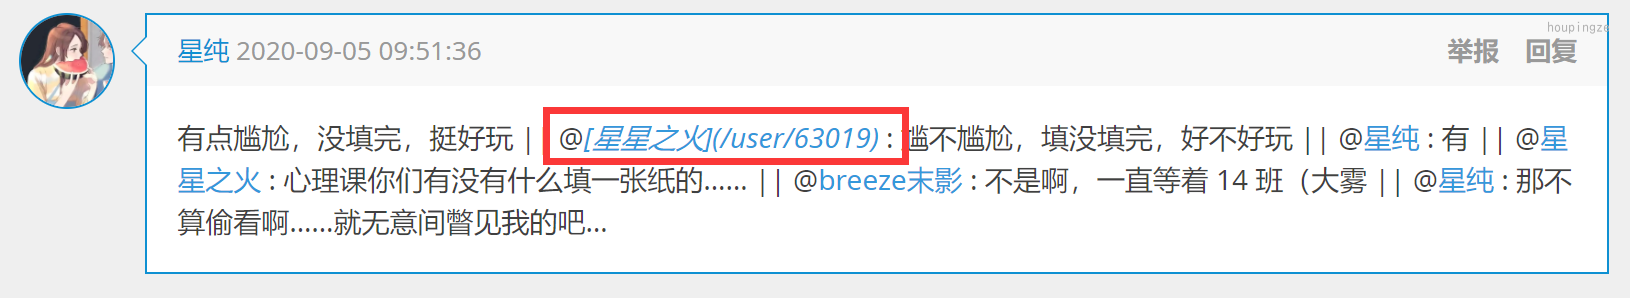 houpingze
星纯 2020-09-05 09:51:36 举报 回复
有点尴尬，没填完，挺好玩 || @[星星之火](/user/63019) : 尴不尴尬，填没填完，好不好玩 || @星纯 : 有 || @星
星之火 : 心理课你们有没有什么填一张纸的…… || @breeze末影 : 不是啊，一直等着 14 班（大雾 || @星纯 : 那不
算偷看啊……就无意间瞥见我的吧…